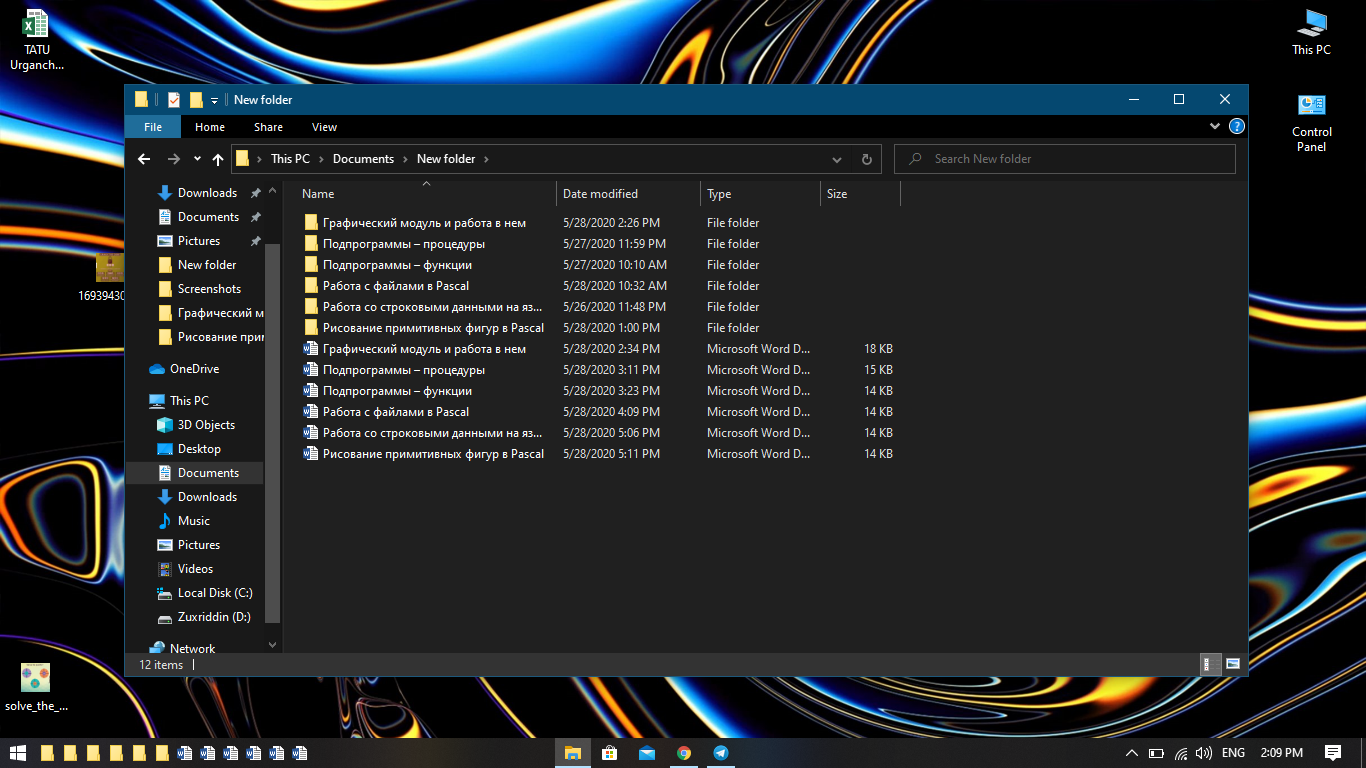 TATU
Urganch...
This PC
Control
Panel
1693943
solve_the_...
New folder
File
Home
Share
View
This PC
Documents
New folder
Search New folder
Downloads
Documents
Pictures
New folder
Screenshots
Графический м
Рисование при
OneDrive
This PC
3D Objects
Desktop
Documents
Downloads
Music
Pictures
Videos
Local Disk (C:)
Zuxriddin (D:)
Network
Name Date modified Type Size
Графический модуль и работа в нем 5/28/2020 2:26 PM File folder
Подпрограммы – процедуры 5/27/2020 11:59 PM File folder
Подпрограммы – функции 5/27/2020 10:10 AM File folder
Работа с файлами в Pascal 5/28/2020 10:32 AM File folder
Работа со строковыми данными на яз... 5/26/2020 11:48 PM File folder
Рисование примитивных фигур в Pascal 5/28/2020 1:00 PM File folder
Графический модуль и работа в нем 5/28/2020 2:34 PM Microsoft Word D... 18 KB
Подпрограммы – процедуры 5/28/2020 3:11 PM Microsoft Word D... 15 KB
Подпрограммы – функции 5/28/2020 3:23 PM Microsoft Word D... 14 KB
Работа с файлами в Pascal 5/28/2020 4:09 PM Microsoft Word D... 14 KB
Работа со строковыми данными на яз... 5/28/2020 5:06 PM Microsoft Word D... 14 KB
Рисование примитивных фигур в Pascal 5/28/2020 5:11 PM Microsoft Word D... 14 KB
12 items
ENG
2:09 PM